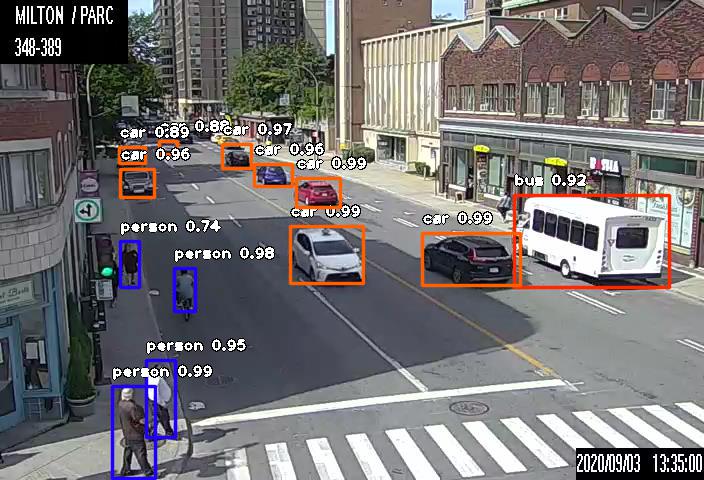 MILTON / PARC
348-389
car 0.88
car 0.89
car 0.97
car 0.96
car 0.96
car 0.99
bus 0.92
car 0.99
car 0.99
person 0.74
person 0.98
person 0.95
person 0.99
2020/09/03 13:35:00